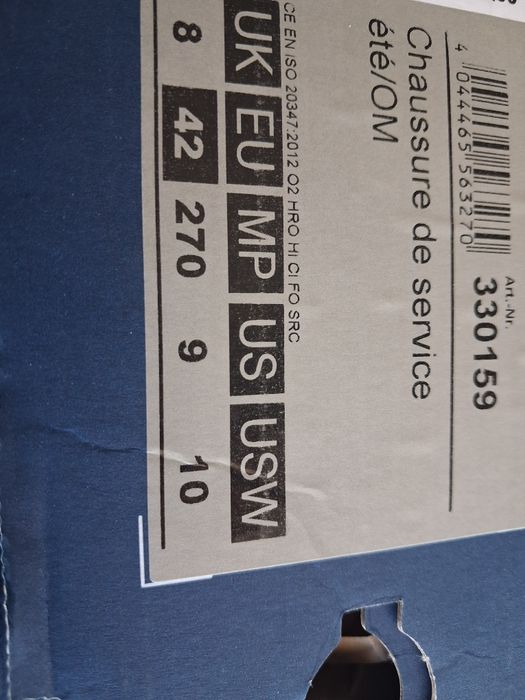 4 044465 563270
Art.-Nr.
330159
Chaussure de service
été/OM
CE EN ISO 20347:2012 O2 HRO HI CI FO SRC
UK EU MP US USW
8 42 270 9 10